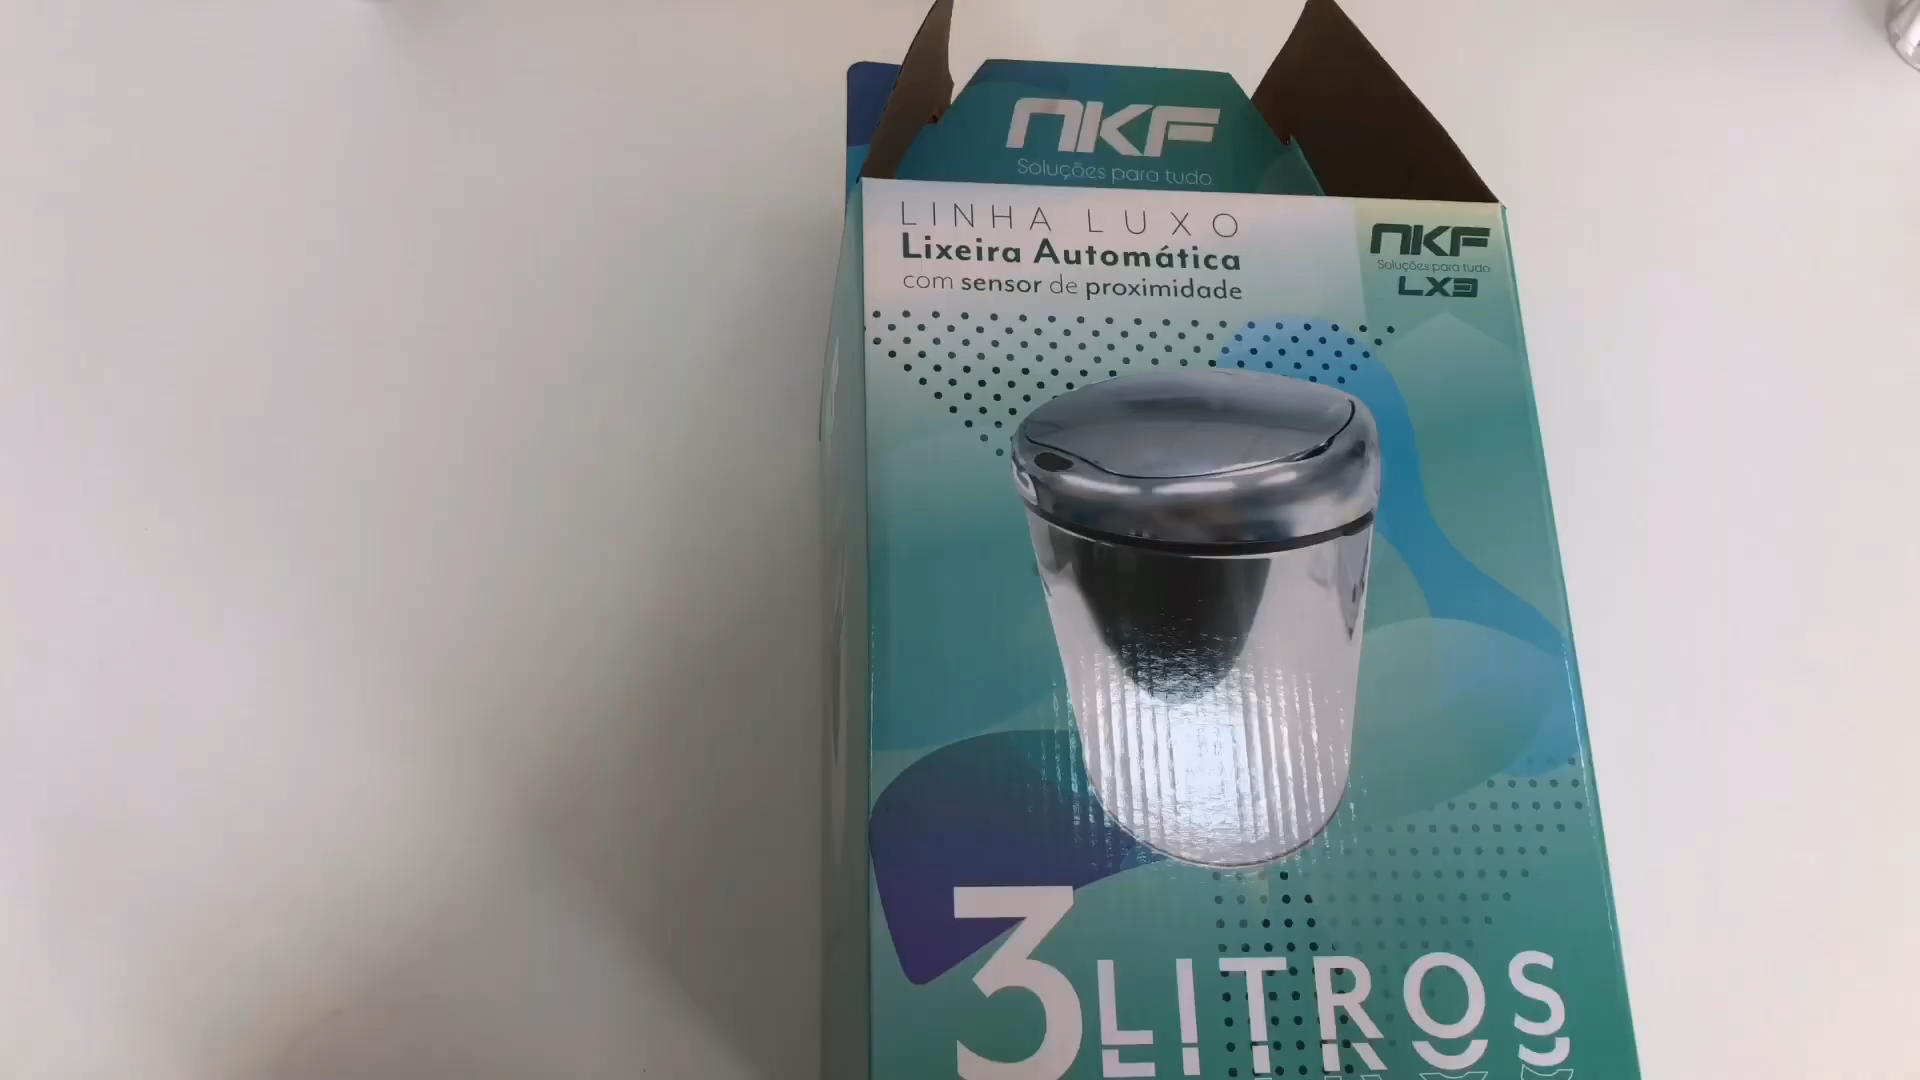 NKF
Soluções para tudo
LINHA LUXO
Lixeira Automática
com sensor de proximidade
NKF
Soluções para tudo
LX3
3 LITROS